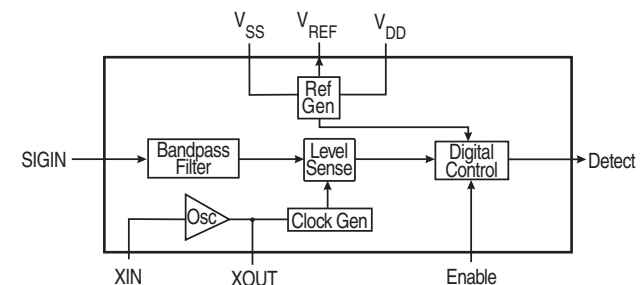 VSS
VREF
VDD
Ref
Gen
SIGIN
Bandpass
Filter
Level
Sense
Digital
Control
Detect
Osc
Clock Gen
XIN
XOUT
Enable